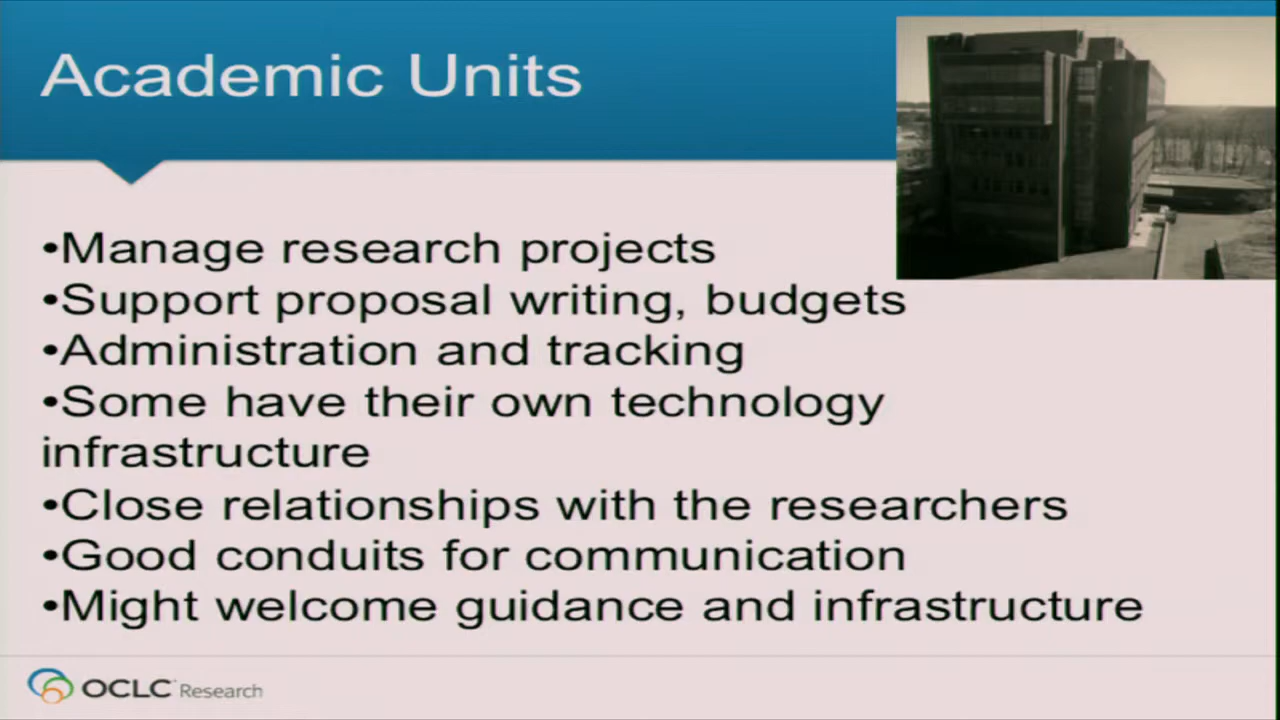 Academic Units
•Manage research projects
•Support proposal writing, budgets
•Administration and tracking
•Some have their own technology
infrastructure
•Close relationships with the researchers
•Good conduits for communication
•Might welcome guidance and infrastructure
OCLC Research